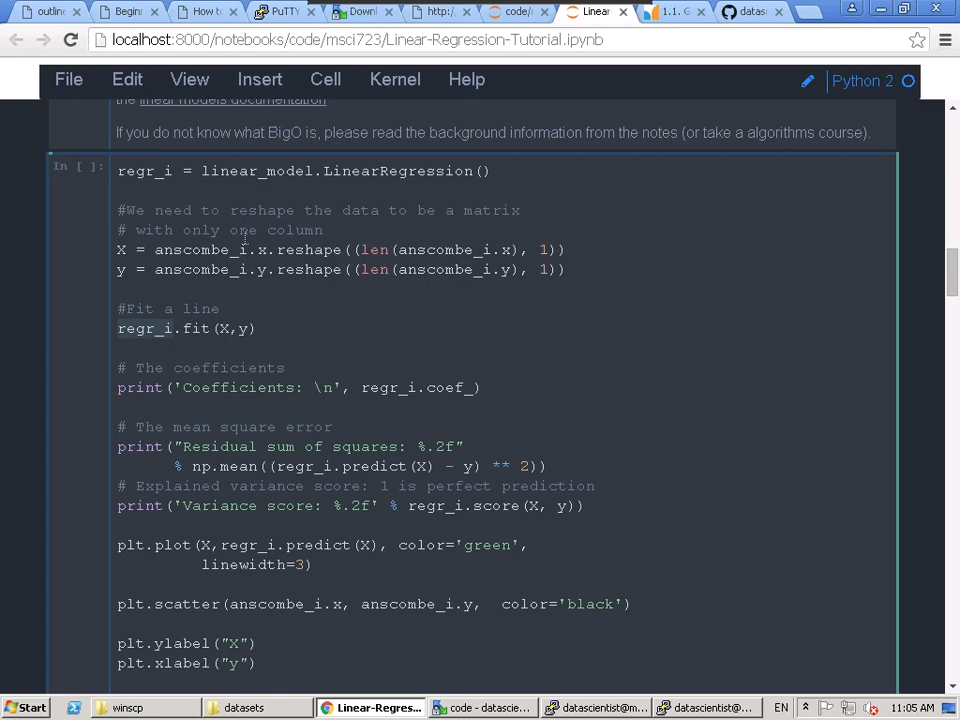 outline
Beginn
How to
PuTTY
Downl
http:/
code/m
Linear
1.1. G
datasc
localhost:8000/notebooks/code/msci723/Linear-Regression-Tutorial.ipynb
File Edit View Insert Cell Kernel Help Python 2
the linear models documentation
If you do not know what BigO is, please read the background information from the notes (or take a algorithms course).
In [ ]:
regr_i = linear_model.LinearRegression()
#We need to reshape the data to be a matrix
# with only one column
X = anscombe_i.x.reshape((len(anscombe_i.x), 1))
y = anscombe_i.y.reshape((len(anscombe_i.y), 1))
#Fit a line
regr_i.fit(X,y)
# The coefficients
print('Coefficients: \n', regr_i.coef_)
# The mean square error
print("Residual sum of squares: %.2f"
% np.mean((regr_i.predict(X) - y) ** 2))
# Explained variance score: 1 is perfect prediction
print('Variance score: %.2f' % regr_i.score(X, y))
plt.plot(X,regr_i.predict(X), color='green',
linewidth=3)
plt.scatter(anscombe_i.x, anscombe_i.y,  color='black')
plt.ylabel("X")
plt.xlabel("y")
Start winscp datasets Linear-Regres... code - datascie... datascientist@m... datascientist@... EN 11:05 AM